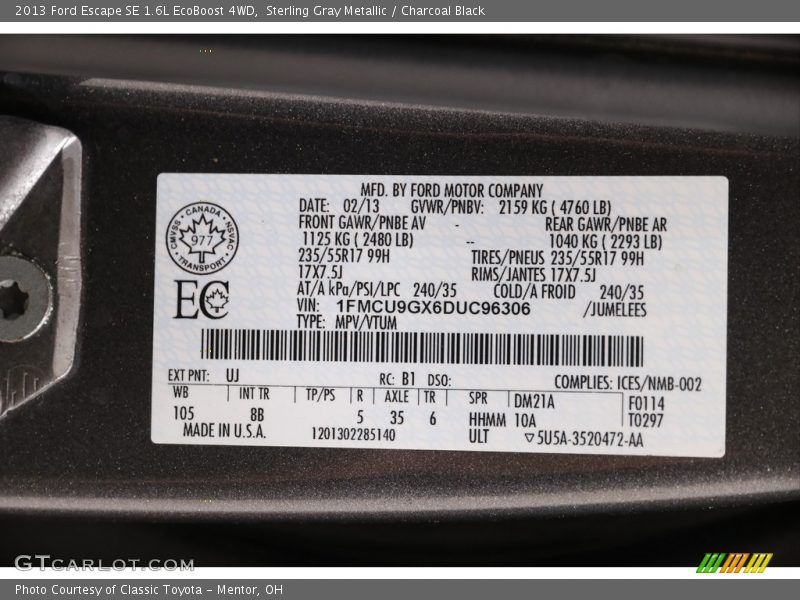 2013 Ford Escape SE 1.6L EcoBoost 4WD, Sterling Gray Metallic / Charcoal Black
MFD. BY FORD MOTOR COMPANY
DATE: 02/13 GVWR/PNBV: 2159 KG ( 4760 LB)
FRONT GAWR/PNBE AV - REAR GAWR/PNBE AR
1125 KG ( 2480 LB) -- 1040 KG ( 2293 LB)
235/55R17 99H TIRES/PNEUS 235/55R17 99H
17X7.5J RIMS/JANTES 17X7.5J
AT/A kPa/PSI/LPC 240/35 COLD/A FROID 240/35
VIN: 1FMCU9GX6DUC96306 /JUMELEES
TYPE: MPV/VTUM
CANADA
CMVSS 977 NSVAC
TRANSPORT
EC
EXT PNT: UJ RC: B1 DSO: COMPLIES: ICES/NMB-002
WB INT TR TP/PS R AXLE TR SPR DM21A F0114
105 8B 5 35 6 HHMM 10A T0297
MADE IN U.S.A. 1201302285140 ULT ▽5U5A-3520472-AA
GTCarLot.com
Photo Courtesy of Classic Toyota - Mentor, OH